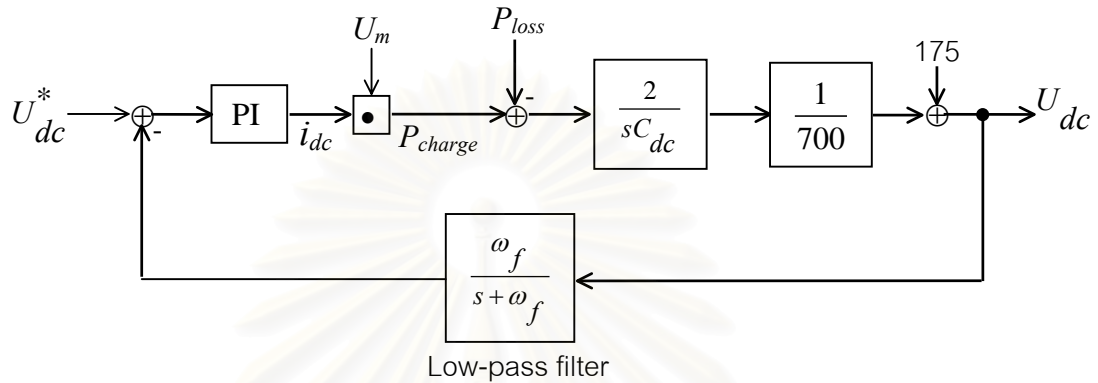 P_loss
U_m
175
U*_dc
-
PI
i_dc
•
P_charge
-
2
sC_dc
1
700
U_dc
ω_f
s + ω_f
Low-pass filter